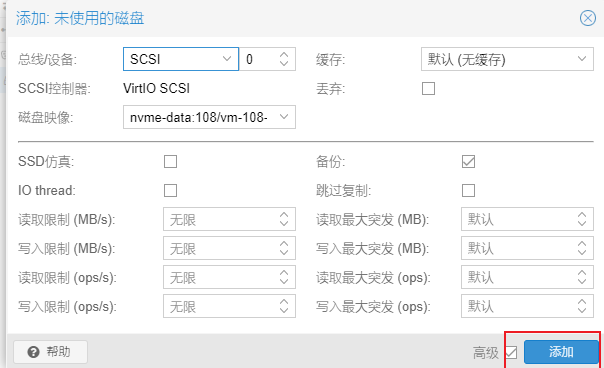 添加: 未使用的磁盘
总线/设备: SCSI 0 缓存: 默认 (无缓存)
SCSI控制器: VirtIO SCSI 丢弃:
磁盘映像: nvme-data:108/vm-108-
SSD仿真: 备份:
IO thread: 跳过复制:
读取限制 (MB/s): 无限 读取最大突发 (MB): 默认
写入限制 (MB/s): 无限 写入最大突发 (MB): 默认
读取限制 (ops/s): 无限 读取最大突发 (ops): 默认
写入限制 (ops/s): 无限 写入最大突发 (ops): 默认
帮助 高级 添加